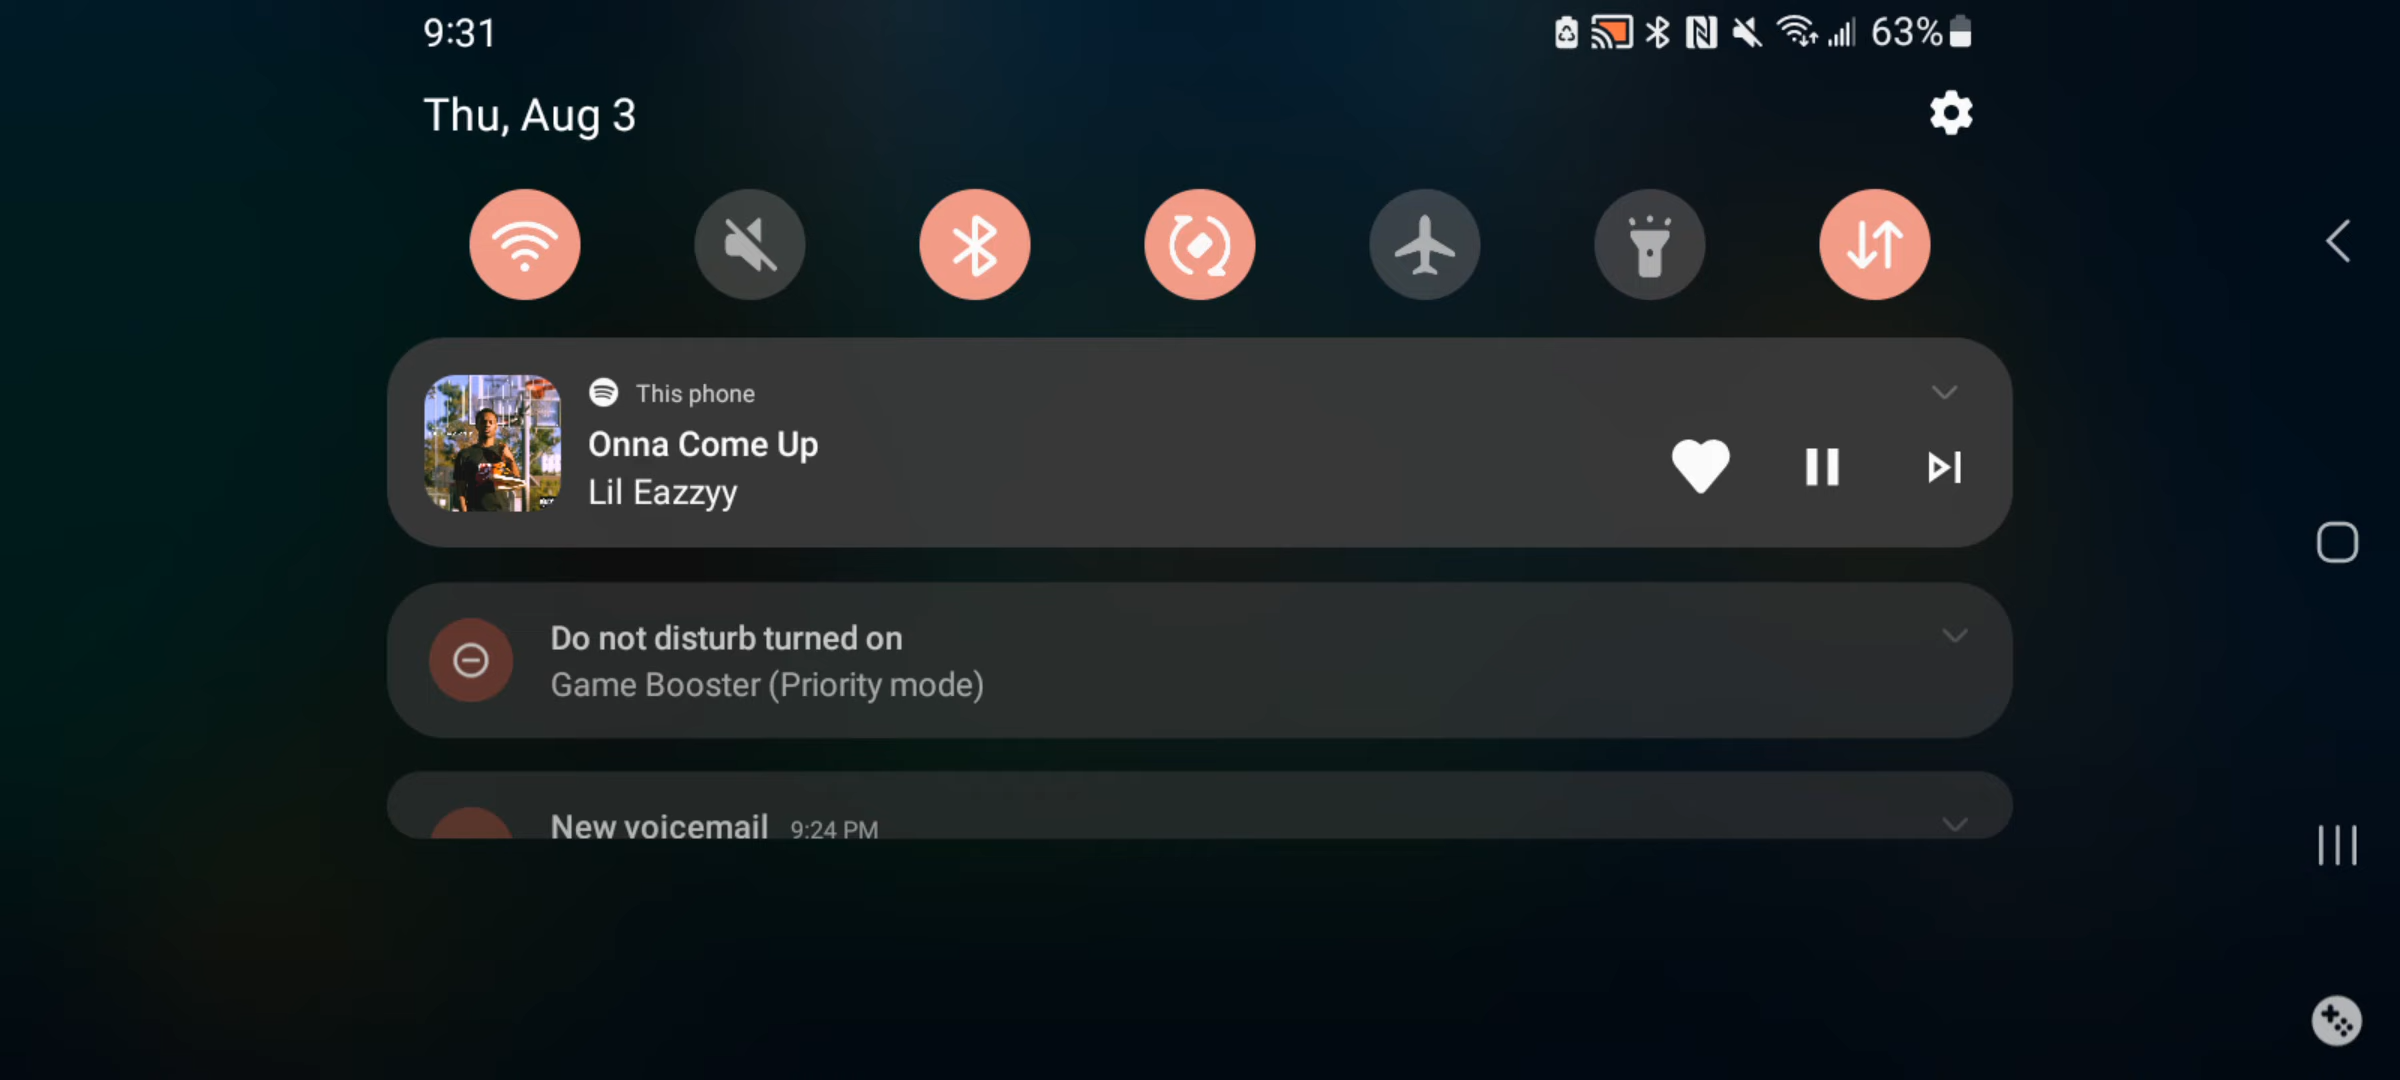 9:31 63%
Thu, Aug 3
This phone
Onna Come Up
Lil Eazzyy
Do not disturb turned on
Game Booster (Priority mode)
New voicemail 9:24 PM